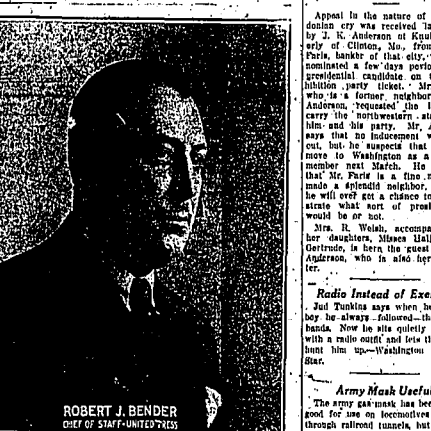 ROBERT J. BENDER
CHIEF OF STAFF-UNITED PRESS
Appeal in the nature of
donian cry was received
by J. K. Anderson of
erly of Clinton, Mo., from
Faris, banker of that city,
nominated a few days
presidential candidate on
hibition party ticket. Mr
who is a former neighbor
Anderson, requested the
carry the northwestern
him and his party. Mr.
says that no inducement
out, but he suspects that
move to Washington as a
member next March. He
that Mr. Faris is a fine
made a splendid neighbor,
he will ever get a chance to
strate what sort of
would be or not.
Mrs. R. Welsh,
her daughters, Misses
Gertrude, is here the guest
Anderson, who is also her
ter.
Radio Instead of
Jud Tunkins says when he
boy he always followed the
bands. Now he sits quietly
with a radio outfit and lets
hunt him up.—Washington
Star.
Army Mask
The army gas mask has
good for use on locomotives
through railroad tunnels, but